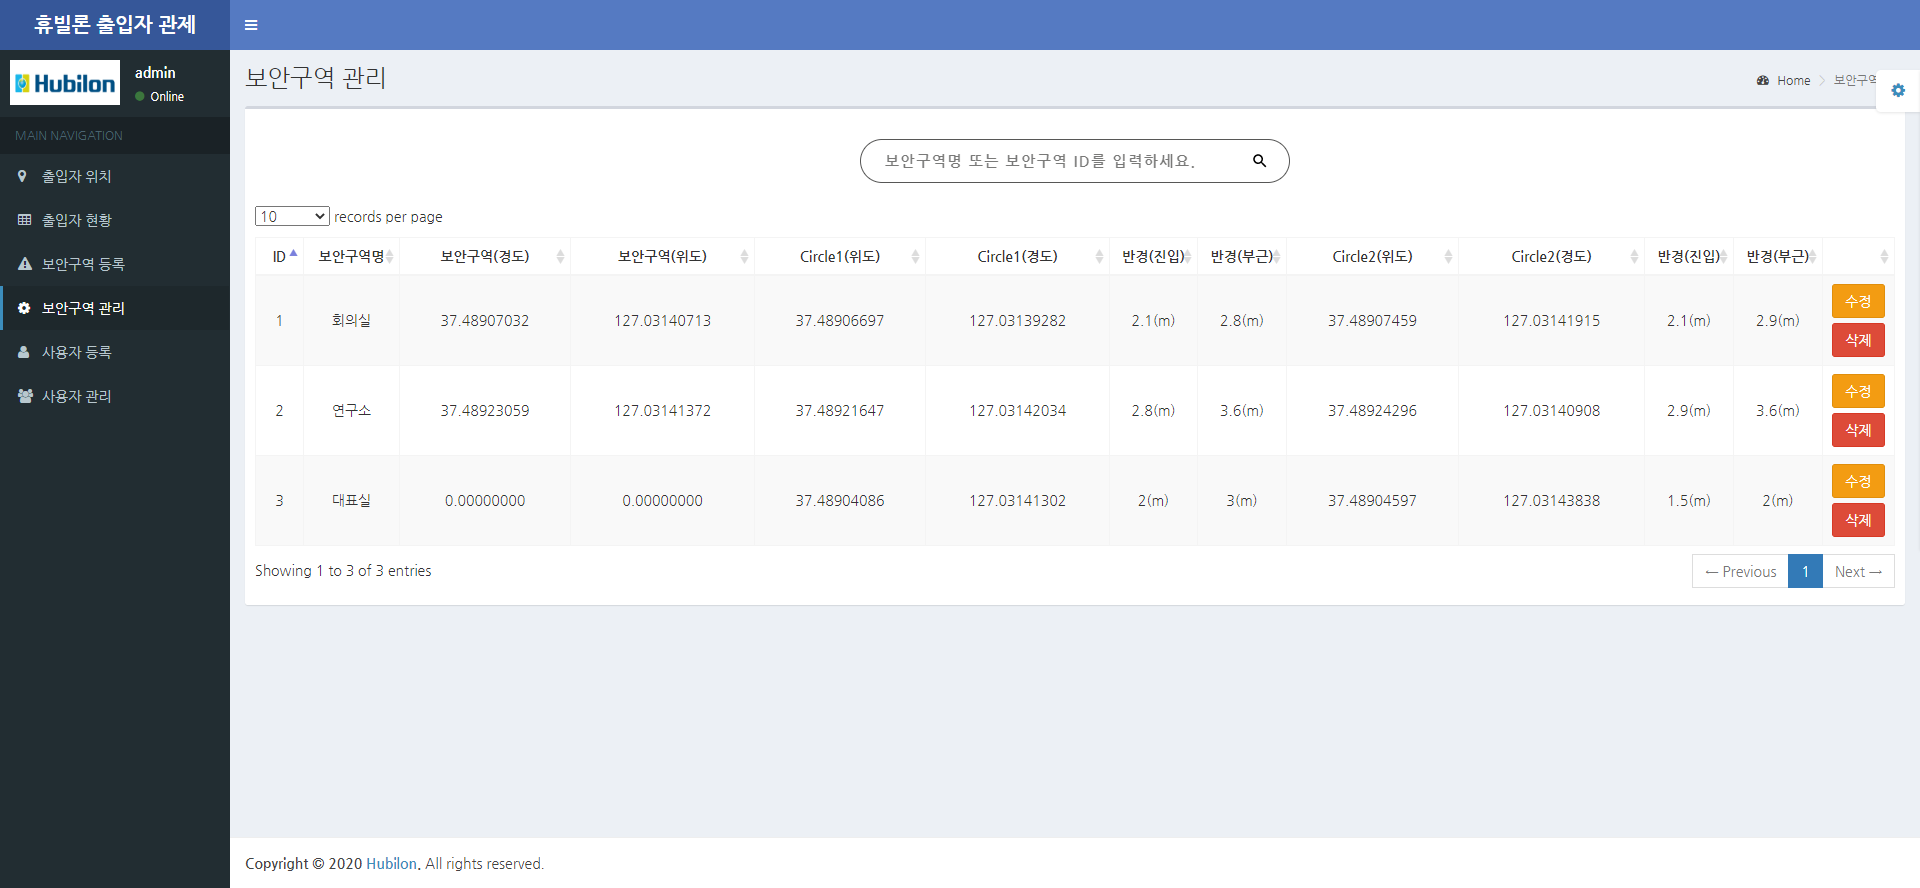 휴빌론 출입자 관제
Hubilon
admin
Online
MAIN NAVIGATION
출입자 위치
출입자 현황
보안구역 등록
보안구역 관리
사용자 등록
사용자 관리
보안구역 관리
Home > 보안구역
보안구역명 또는 보안구역 ID를 입력하세요.
10 records per page
ID 보안구역명 보안구역(경도) 보안구역(위도) Circle1(위도) Circle1(경도) 반경(진입) 반경(부근) Circle2(위도) Circle2(경도) 반경(진입) 반경(부근)
1 회의실 37.48907032 127.03140713 37.48906697 127.03139282 2.1(m) 2.8(m) 37.48907459 127.03141915 2.1(m) 2.9(m) 수정
삭제
2 연구소 37.48923059 127.03141372 37.48921647 127.03142034 2.8(m) 3.6(m) 37.48924296 127.03140908 2.9(m) 3.6(m) 수정
삭제
3 대표실 0.00000000 0.00000000 37.48904086 127.03141302 2(m) 3(m) 37.48904597 127.03143838 1.5(m) 2(m) 수정
삭제
Showing 1 to 3 of 3 entries
← Previous 1 Next →
Copyright © 2020 Hubilon. All rights reserved.